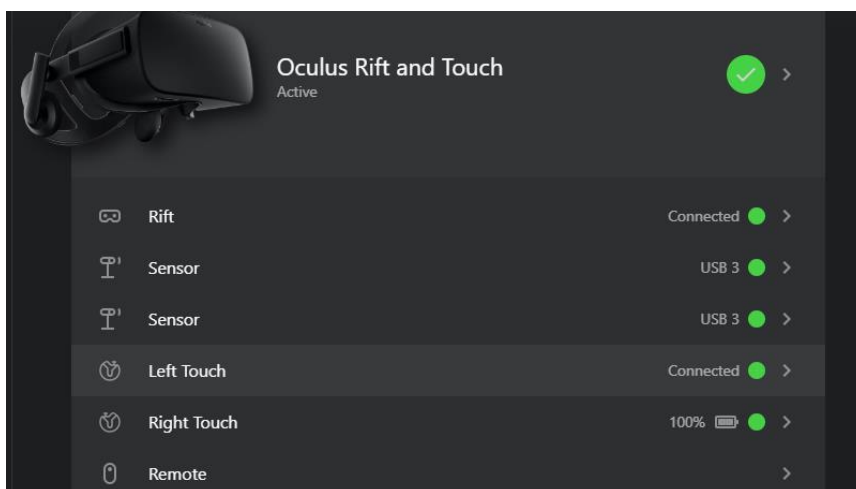 Oculus Rift and Touch
Active
Rift Connected
Sensor USB 3
Sensor USB 3
Left Touch Connected
Right Touch 100%
Remote